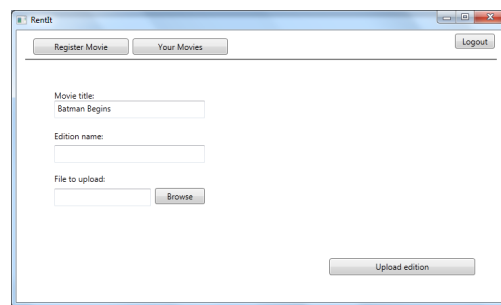 RentIt
Register Movie Your Movies Logout
Movie title:
Batman Begins
Edition name:
File to upload:
Browse
Upload edition